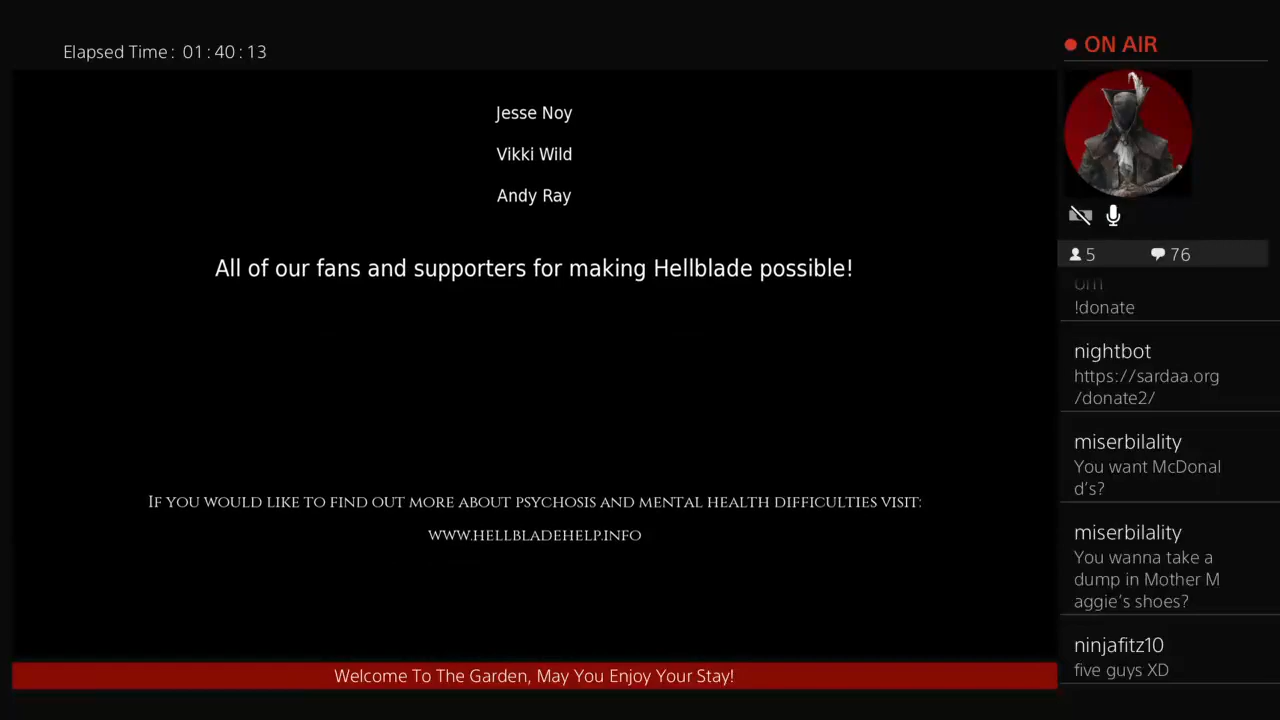 Elapsed Time: 01:40:13
Jesse Noy
Vikki Wild
Andy Ray
All of our fans and supporters for making Hellblade possible!
If you would like to find out more about psychosis and mental health difficulties visit:
www.hellbladehelp.info
Welcome To The Garden, May You Enjoy Your Stay!
ON AIR
5 76
!donate
nightbot
https://sardaa.org
/donate2/
miserbilality
You want McDonal
d's?
miserbilality
You wanna take a
dump in Mother M
aggie's shoes?
ninjafitz10
five guys XD